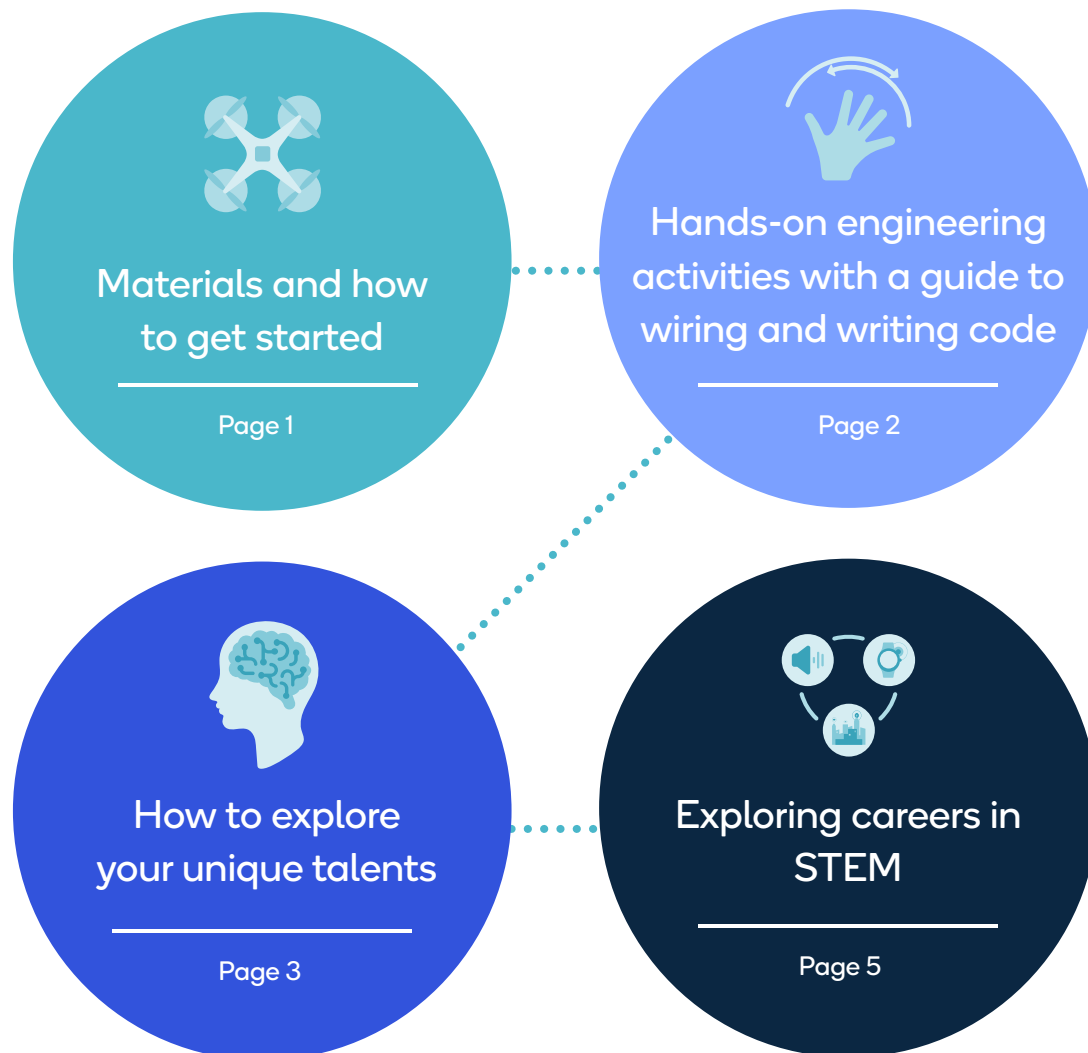 Materials and how
to get started
Page 1
Hands-on engineering
activities with a guide to
wiring and writing code
Page 2
How to explore
your unique talents
Page 3
Exploring careers in
STEM
Page 5